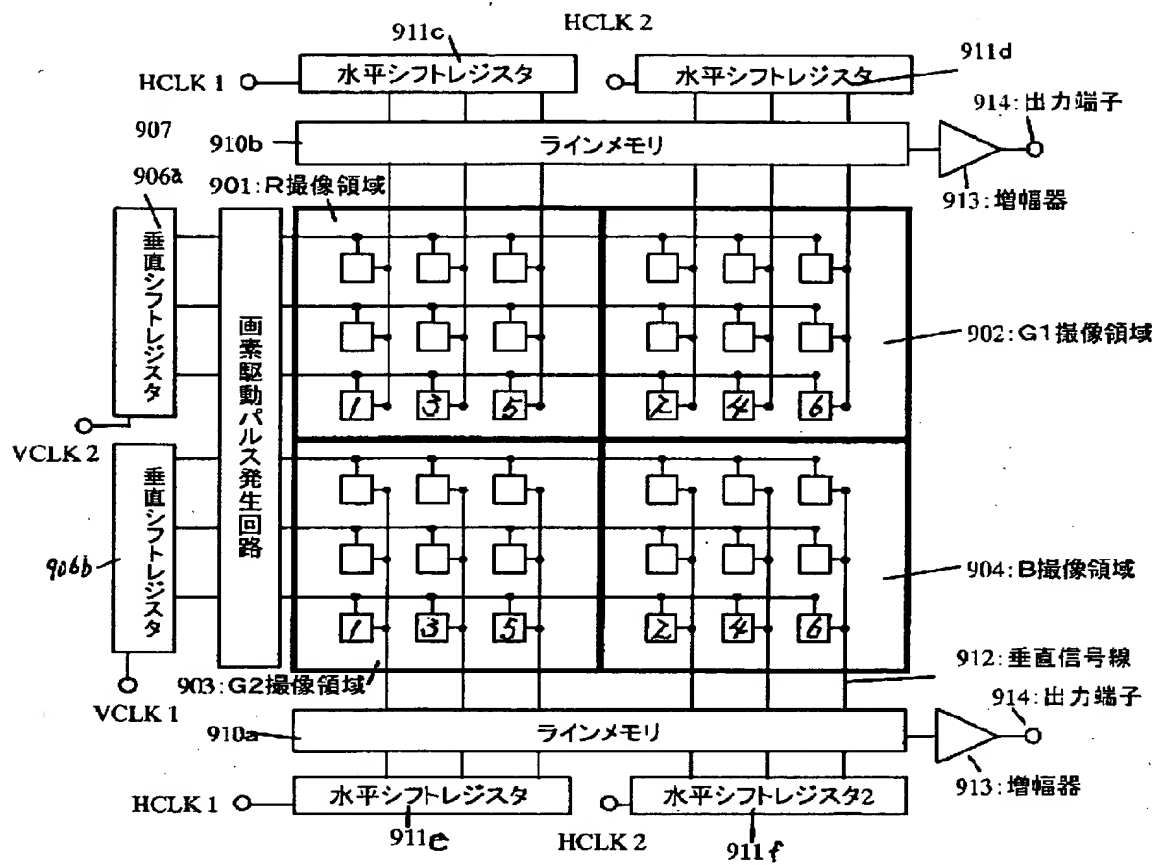 HCLK 2
911c
911d
HCLK 1
水平シフトレジスタ
水平シフトレジスタ
914:出力端子
907
910b
ラインメモリ
906a
901:R撮像領域
913:増幅器
垂直シフトレジスタ
画素駆動パルス発生回路
902:G1撮像領域
1 3 5 2 4 6
VCLK 2
垂直シフトレジスタ
906b
904:B撮像領域
1 3 5 2 4 6
912:垂直信号線
903:G2撮像領域
VCLK 1
914:出力端子
910a
ラインメモリ
913:増幅器
HCLK 1
水平シフトレジスタ
水平シフトレジスタ2
911e
HCLK 2
911f